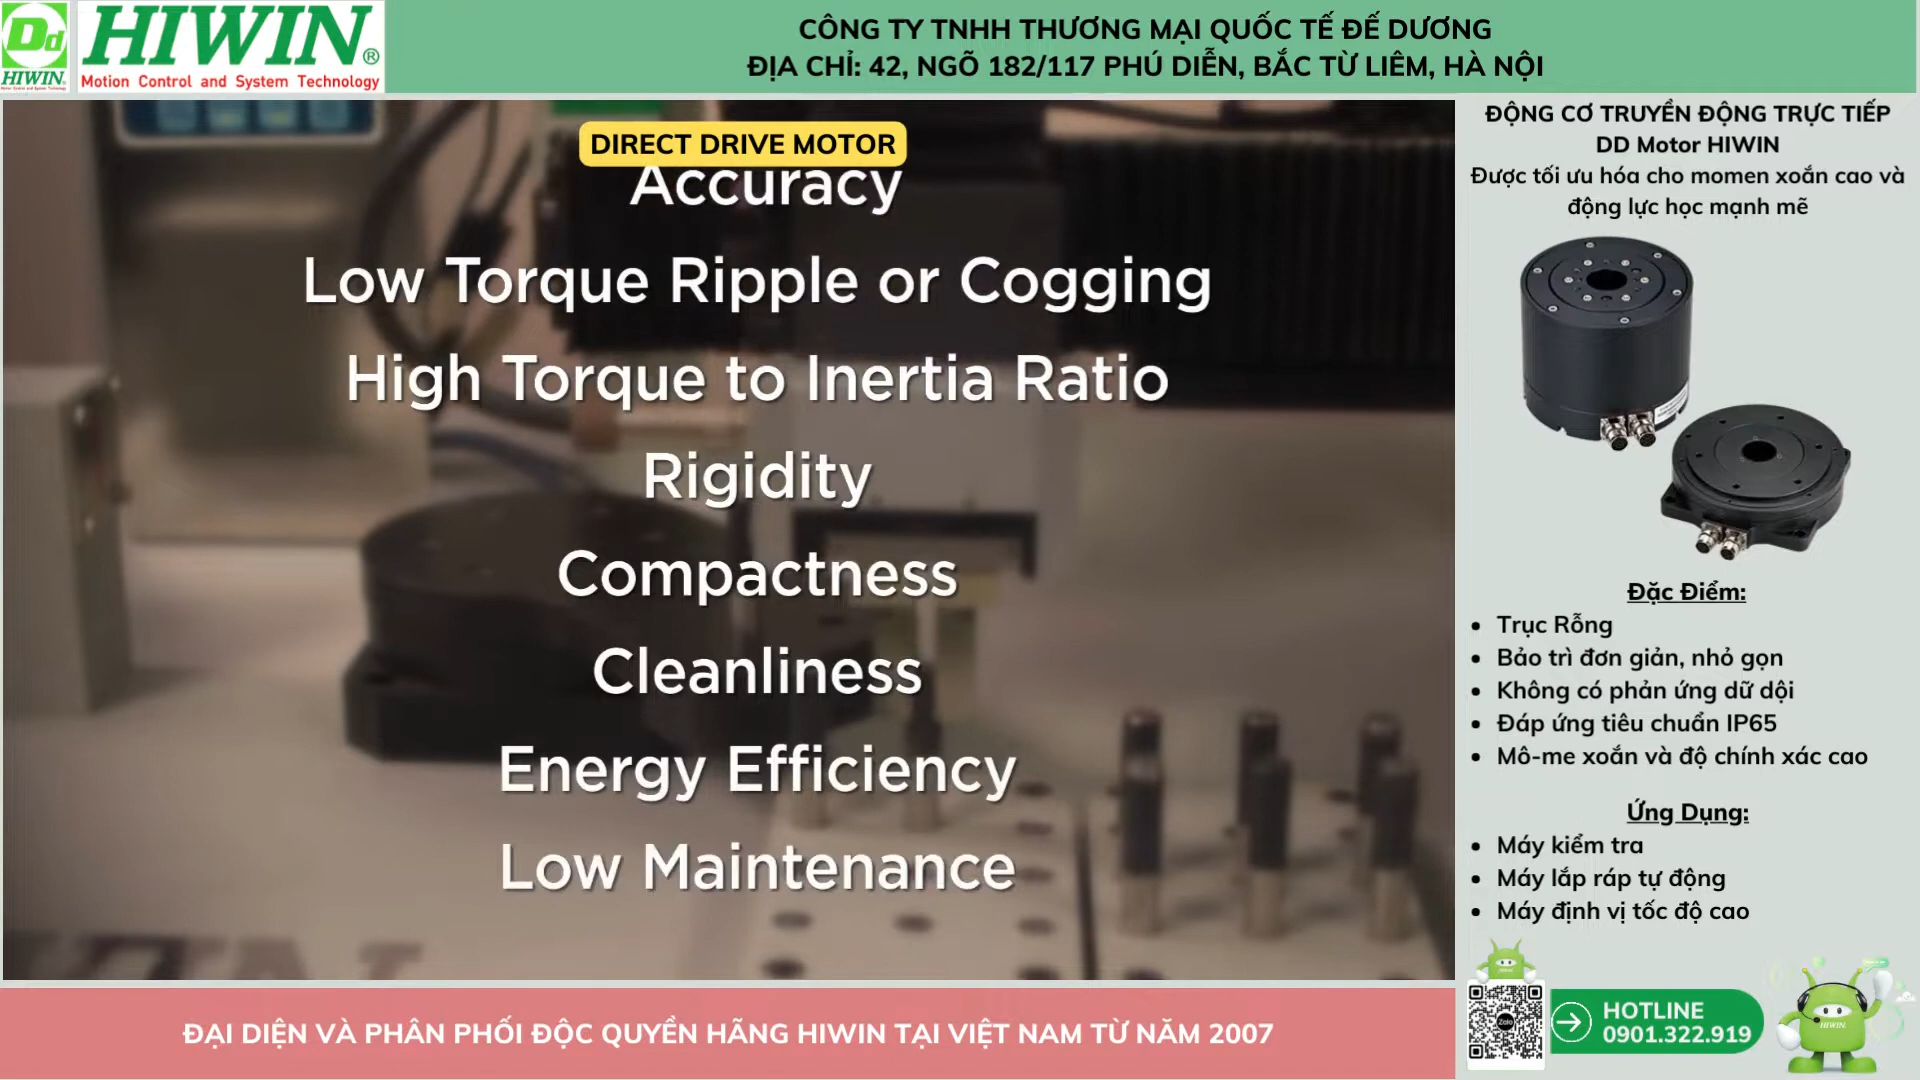 Dd
HIWIN®
HIWIN®
Motion Control and System Technology
CÔNG TY TNHH THƯƠNG MẠI QUỐC TẾ ĐẾ DƯƠNG
ĐỊA CHỈ: 42, NGÕ 182/117 PHÚ DIỄN, BẮC TỪ LIÊM, HÀ NỘI
DIRECT DRIVE MOTOR
Accuracy
Low Torque Ripple or Cogging
High Torque to Inertia Ratio
Rigidity
Compactness
Cleanliness
Energy Efficiency
Low Maintenance
ĐỘNG CƠ TRUYỀN ĐỘNG TRỰC TIẾP
DD Motor HIWIN
Được tối ưu hóa cho momen xoắn cao và
động lực học mạnh mẽ
Đặc Điểm:
• Trục Rỗng
• Bảo trì đơn giản, nhỏ gọn
• Không có phản ứng dữ dội
• Đáp ứng tiêu chuẩn IP65
• Mô-me xoắn và độ chính xác cao
Ứng Dụng:
• Máy kiểm tra
• Máy lắp ráp tự động
• Máy định vị tốc độ cao
Zalo
HOTLINE
0901.322.919
HIWIN
ĐẠI DIỆN VÀ PHÂN PHỐI ĐỘC QUYỀN HÃNG HIWIN TẠI VIỆT NAM TỪ NĂM 2007